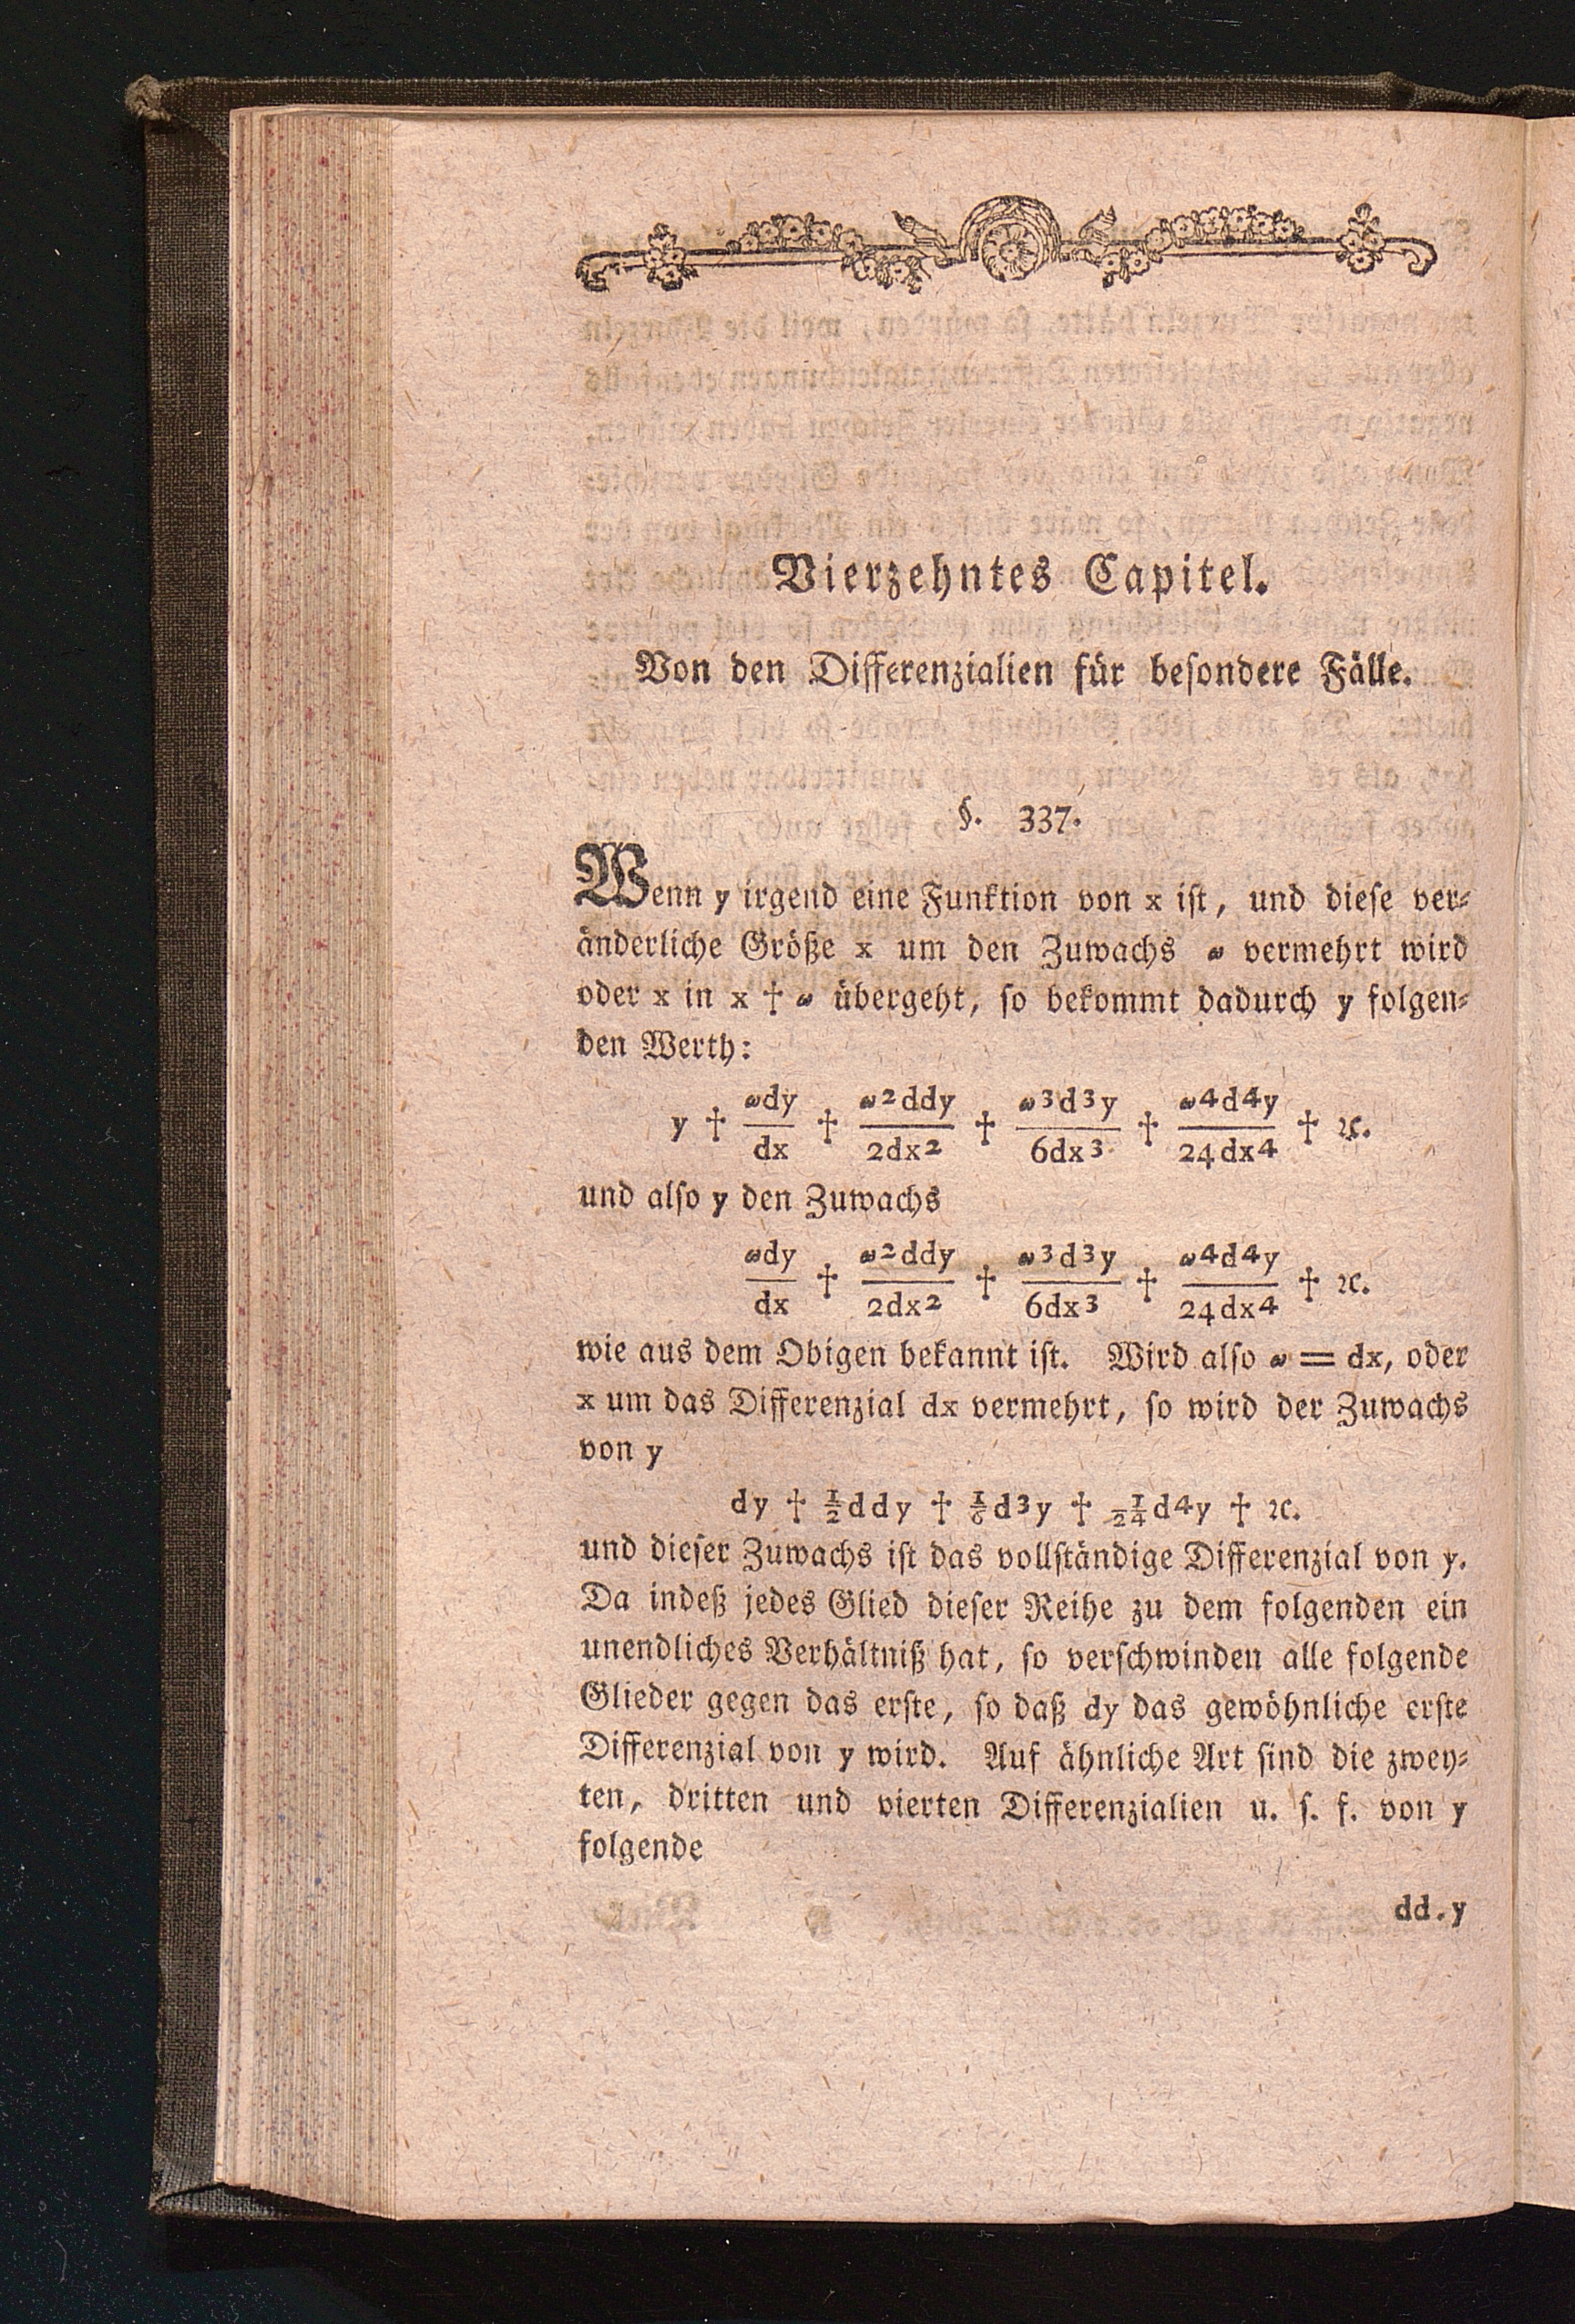 Vierzehntes Capitel.
Von den Differenzialien für beſondere Fälle.
§. 337.
Wenn y irgend eine Funktion von x iſt, und dieſe ver⸗
änderliche Größe x um den Zuwachs ω vermehrt wird
oder x in x † ω übergeht, ſo bekommt dadurch y folgen⸗
den Werth:
y † ωdy/dx † ω²ddy/2dx² † ω³d³y/6dx³ † ω⁴d⁴y/24dx⁴ † ꝛc.
und alſo y den Zuwachs
ωdy/dx † ω²ddy/2dx² † ω³d³y/6dx³ † ω⁴d⁴y/24dx⁴ † ꝛc.
wie aus dem Obigen bekannt iſt. Wird alſo ω = dx, oder
x um das Differenzial dx vermehrt, ſo wird der Zuwachs
von y
dy † ½ddy † ⅙d³y † 1/24d⁴y † ꝛc.
und dieſer Zuwachs iſt das vollſtändige Differenzial von y.
Da indeß jedes Glied dieſer Reihe zu dem folgenden ein
unendliches Verhältniß hat, ſo verſchwinden alle folgende
Glieder gegen das erſte, ſo daß dy das gewöhnliche erſte
Differenzial von y wird. Auf ähnliche Art ſind die zwey⸗
ten, dritten und vierten Differenzialien u. ſ. f. von y
folgende
dd.y